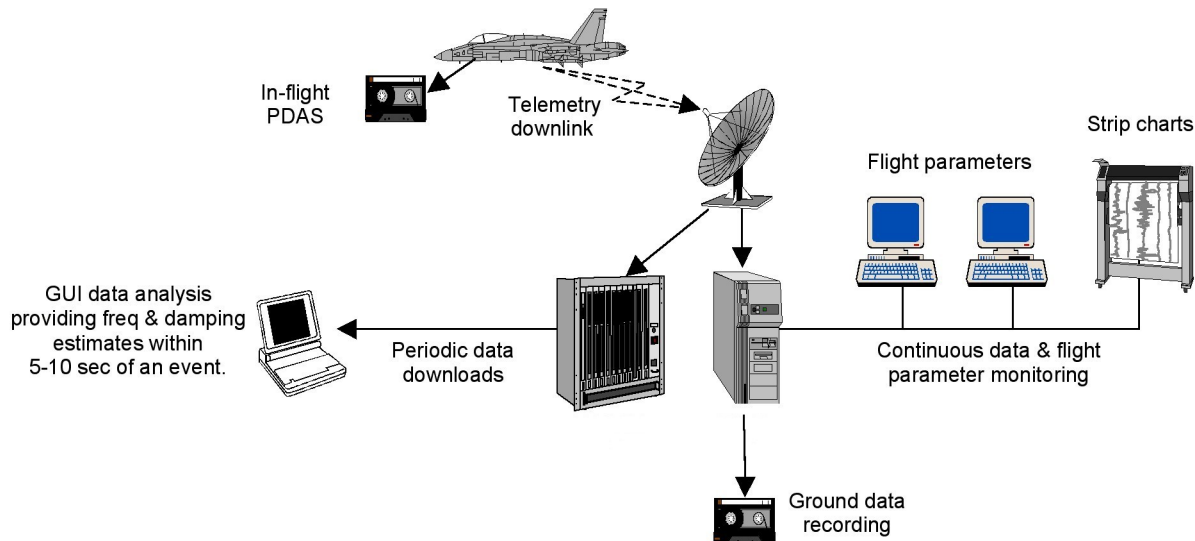 In-flight
PDAS
Telemetry
downlink
Strip charts
Flight parameters
GUI data analysis
providing freq & damping
estimates within
5-10 sec of an event.
Periodic data
downloads
Continuous data & flight
parameter monitoring
Ground data
recording